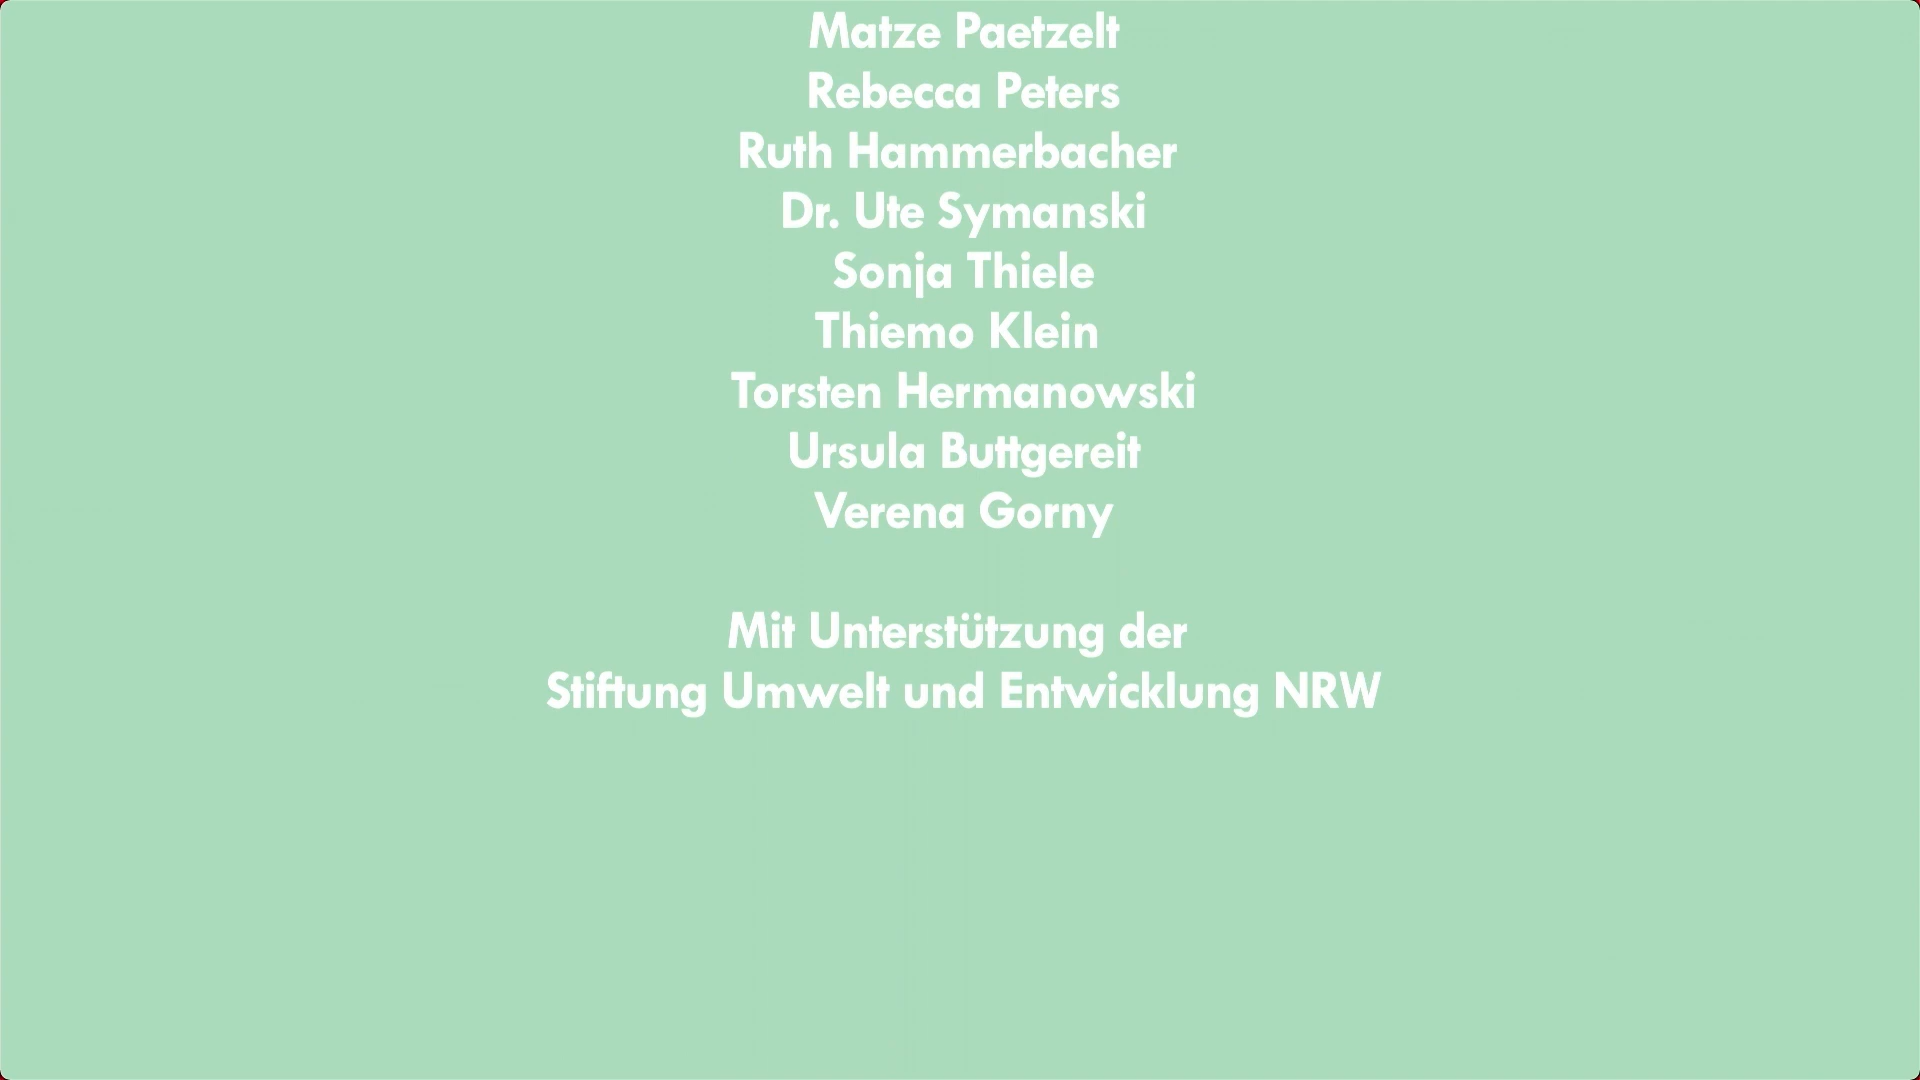 Matze Paetzelt
Rebecca Peters
Ruth Hammerbacher
Dr. Ute Symanski
Sonja Thiele
Thiemo Klein
Torsten Hermanowski
Ursula Buttgereit
Verena Gorny
Mit Unterstützung der
Stiftung Umwelt und Entwicklung NRW